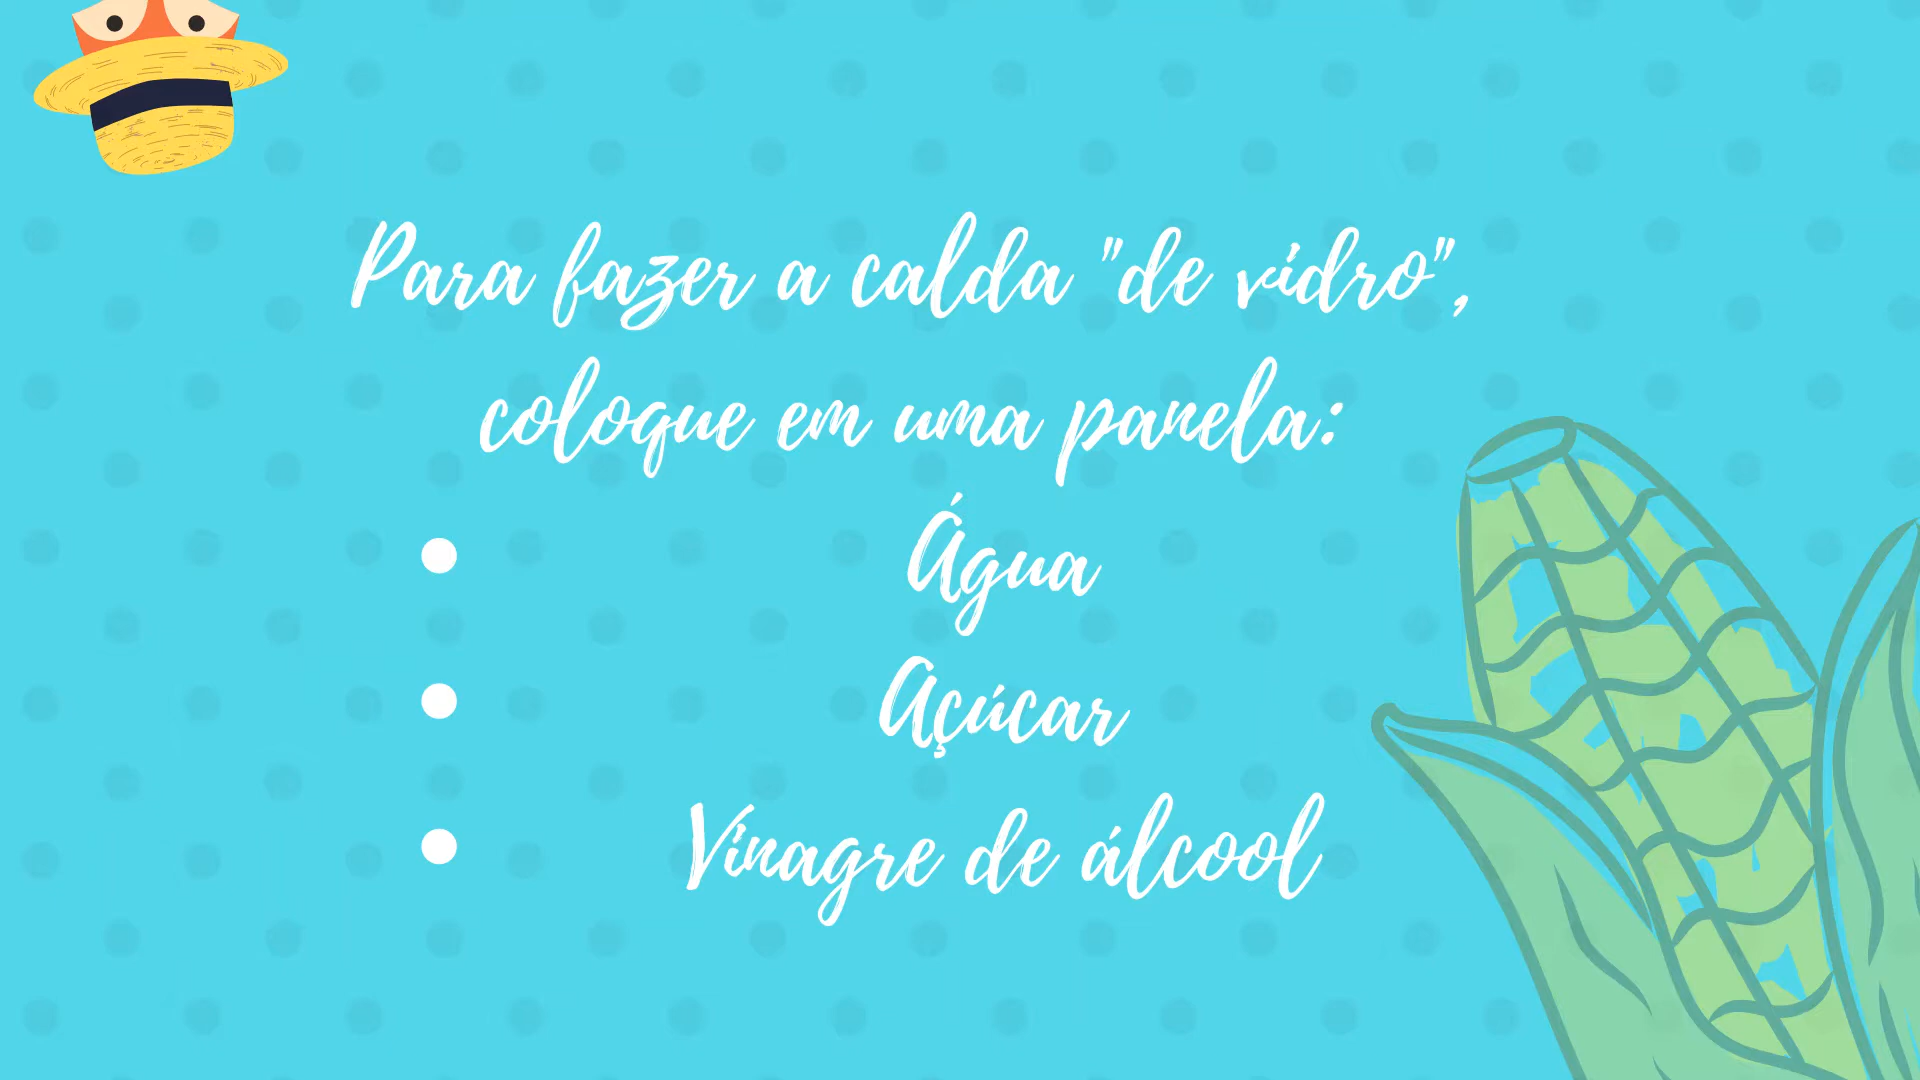 Para fazer a calda "de vidro",
coloque em uma panela:
Água
Açúcar
Vinagre de álcool